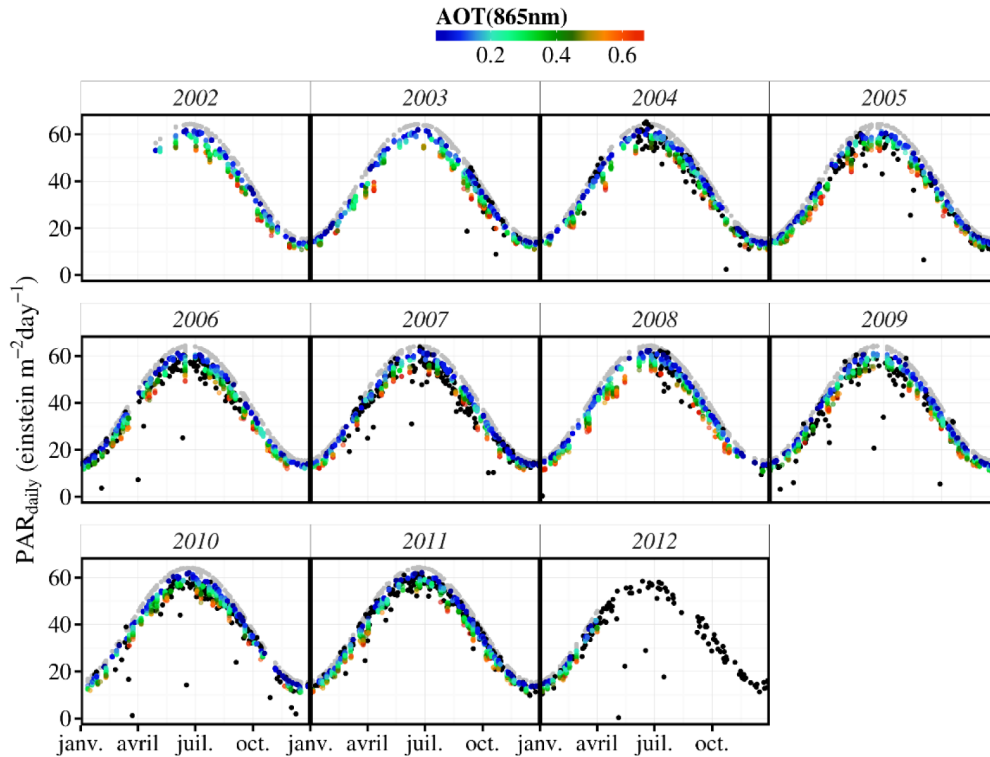 AOT(865nm)
0.2 0.4 0.6
2002 2003 2004 2005
60
40
20
0
2006 2007 2008 2009
60
40
20
0
PAR_daily (einstein m⁻²day⁻¹)
2010 2011 2012
60
40
20
0
janv. avril juil. oct. janv. avril juil. oct. janv. avril juil. oct.